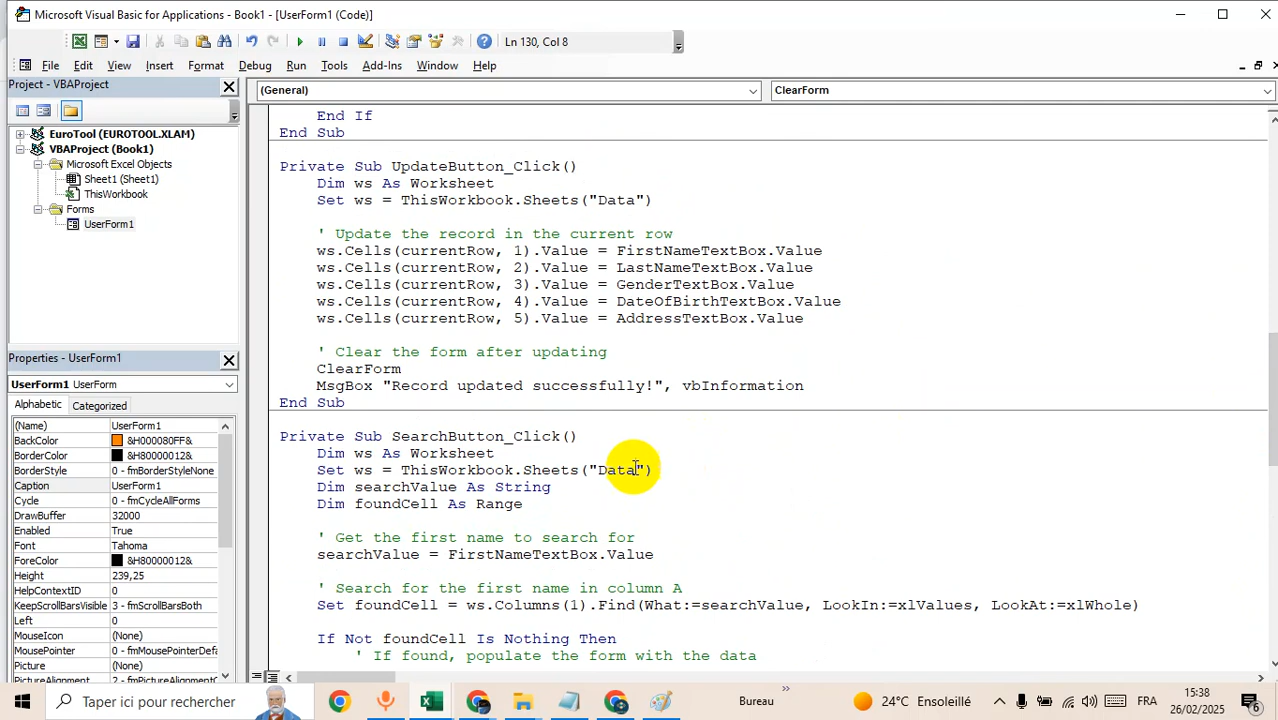 Microsoft Visual Basic for Applications - Book1 - [UserForm1 (Code)]
Ln 130, Col 8
File Edit View Insert Format Debug Run Tools Add-Ins Window Help
Project - VBAProject
(General) ClearForm
EuroTool (EUROTOOL.XLAM)
VBAProject (Book1)
Microsoft Excel Objects
Sheet1 (Sheet1)
ThisWorkbook
Forms
UserForm1
Properties - UserForm1
UserForm1 UserForm
Alphabetic Categorized
(Name) UserForm1
BackColor &H000080FF&
BorderColor &H80000012&
BorderStyle 0 - fmBorderStyleNone
Caption UserForm1
Cycle 0 - fmCycleAllForms
DrawBuffer 32000
Enabled True
Font Tahoma
ForeColor &H80000012&
Height 239,25
HelpContextID 0
KeepScrollBarsVisible 3 - fmScrollBarsBoth
Left 0
MouseIcon (None)
MousePointer 0 - fmMousePointerDefa
Picture (None)
End If
End Sub
Private Sub UpdateButton_Click()
Dim ws As Worksheet
Set ws = ThisWorkbook.Sheets("Data")
' Update the record in the current row
ws.Cells(currentRow, 1).Value = FirstNameTextBox.Value
ws.Cells(currentRow, 2).Value = LastNameTextBox.Value
ws.Cells(currentRow, 3).Value = GenderTextBox.Value
ws.Cells(currentRow, 4).Value = DateOfBirthTextBox.Value
ws.Cells(currentRow, 5).Value = AddressTextBox.Value
' Clear the form after updating
ClearForm
MsgBox "Record updated successfully!", vbInformation
End Sub
Private Sub SearchButton_Click()
Dim ws As Worksheet
Set ws = ThisWorkbook.Sheets("Data")
Dim searchValue As String
Dim foundCell As Range
' Get the first name to search for
searchValue = FirstNameTextBox.Value
' Search for the first name in column A
Set foundCell = ws.Columns(1).Find(What:=searchValue, LookIn:=xlValues, LookAt:=xlWhole)
If Not foundCell Is Nothing Then
' If found, populate the form with the data
Taper ici pour rechercher
Bureau
24°C Ensoleillé
FRA
15:38
26/02/2025
6